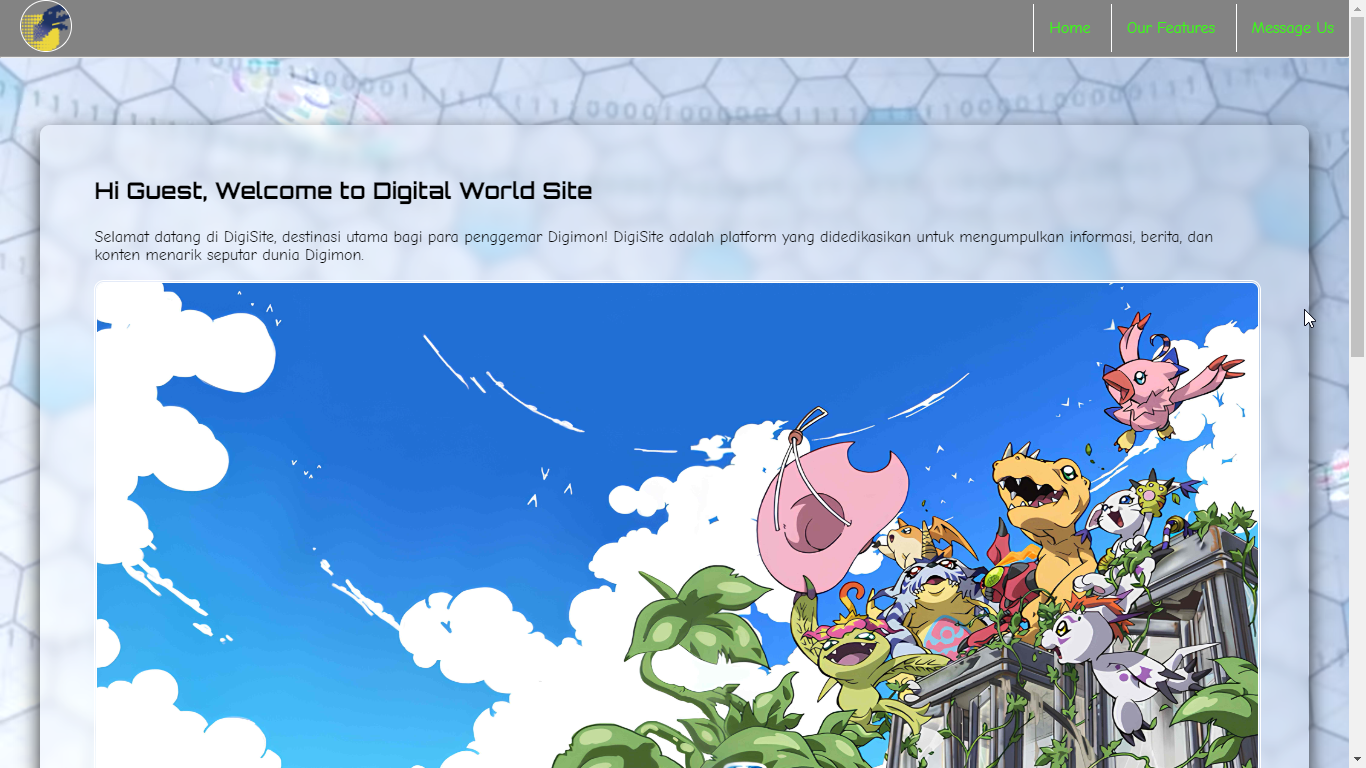 Home
Our Features
Message Us
Hi Guest, Welcome to Digital World Site
Selamat datang di DigiSite, destinasi utama bagi para penggemar Digimon! DigiSite adalah platform yang didedikasikan untuk mengumpulkan informasi, berita, dan
konten menarik seputar dunia Digimon.